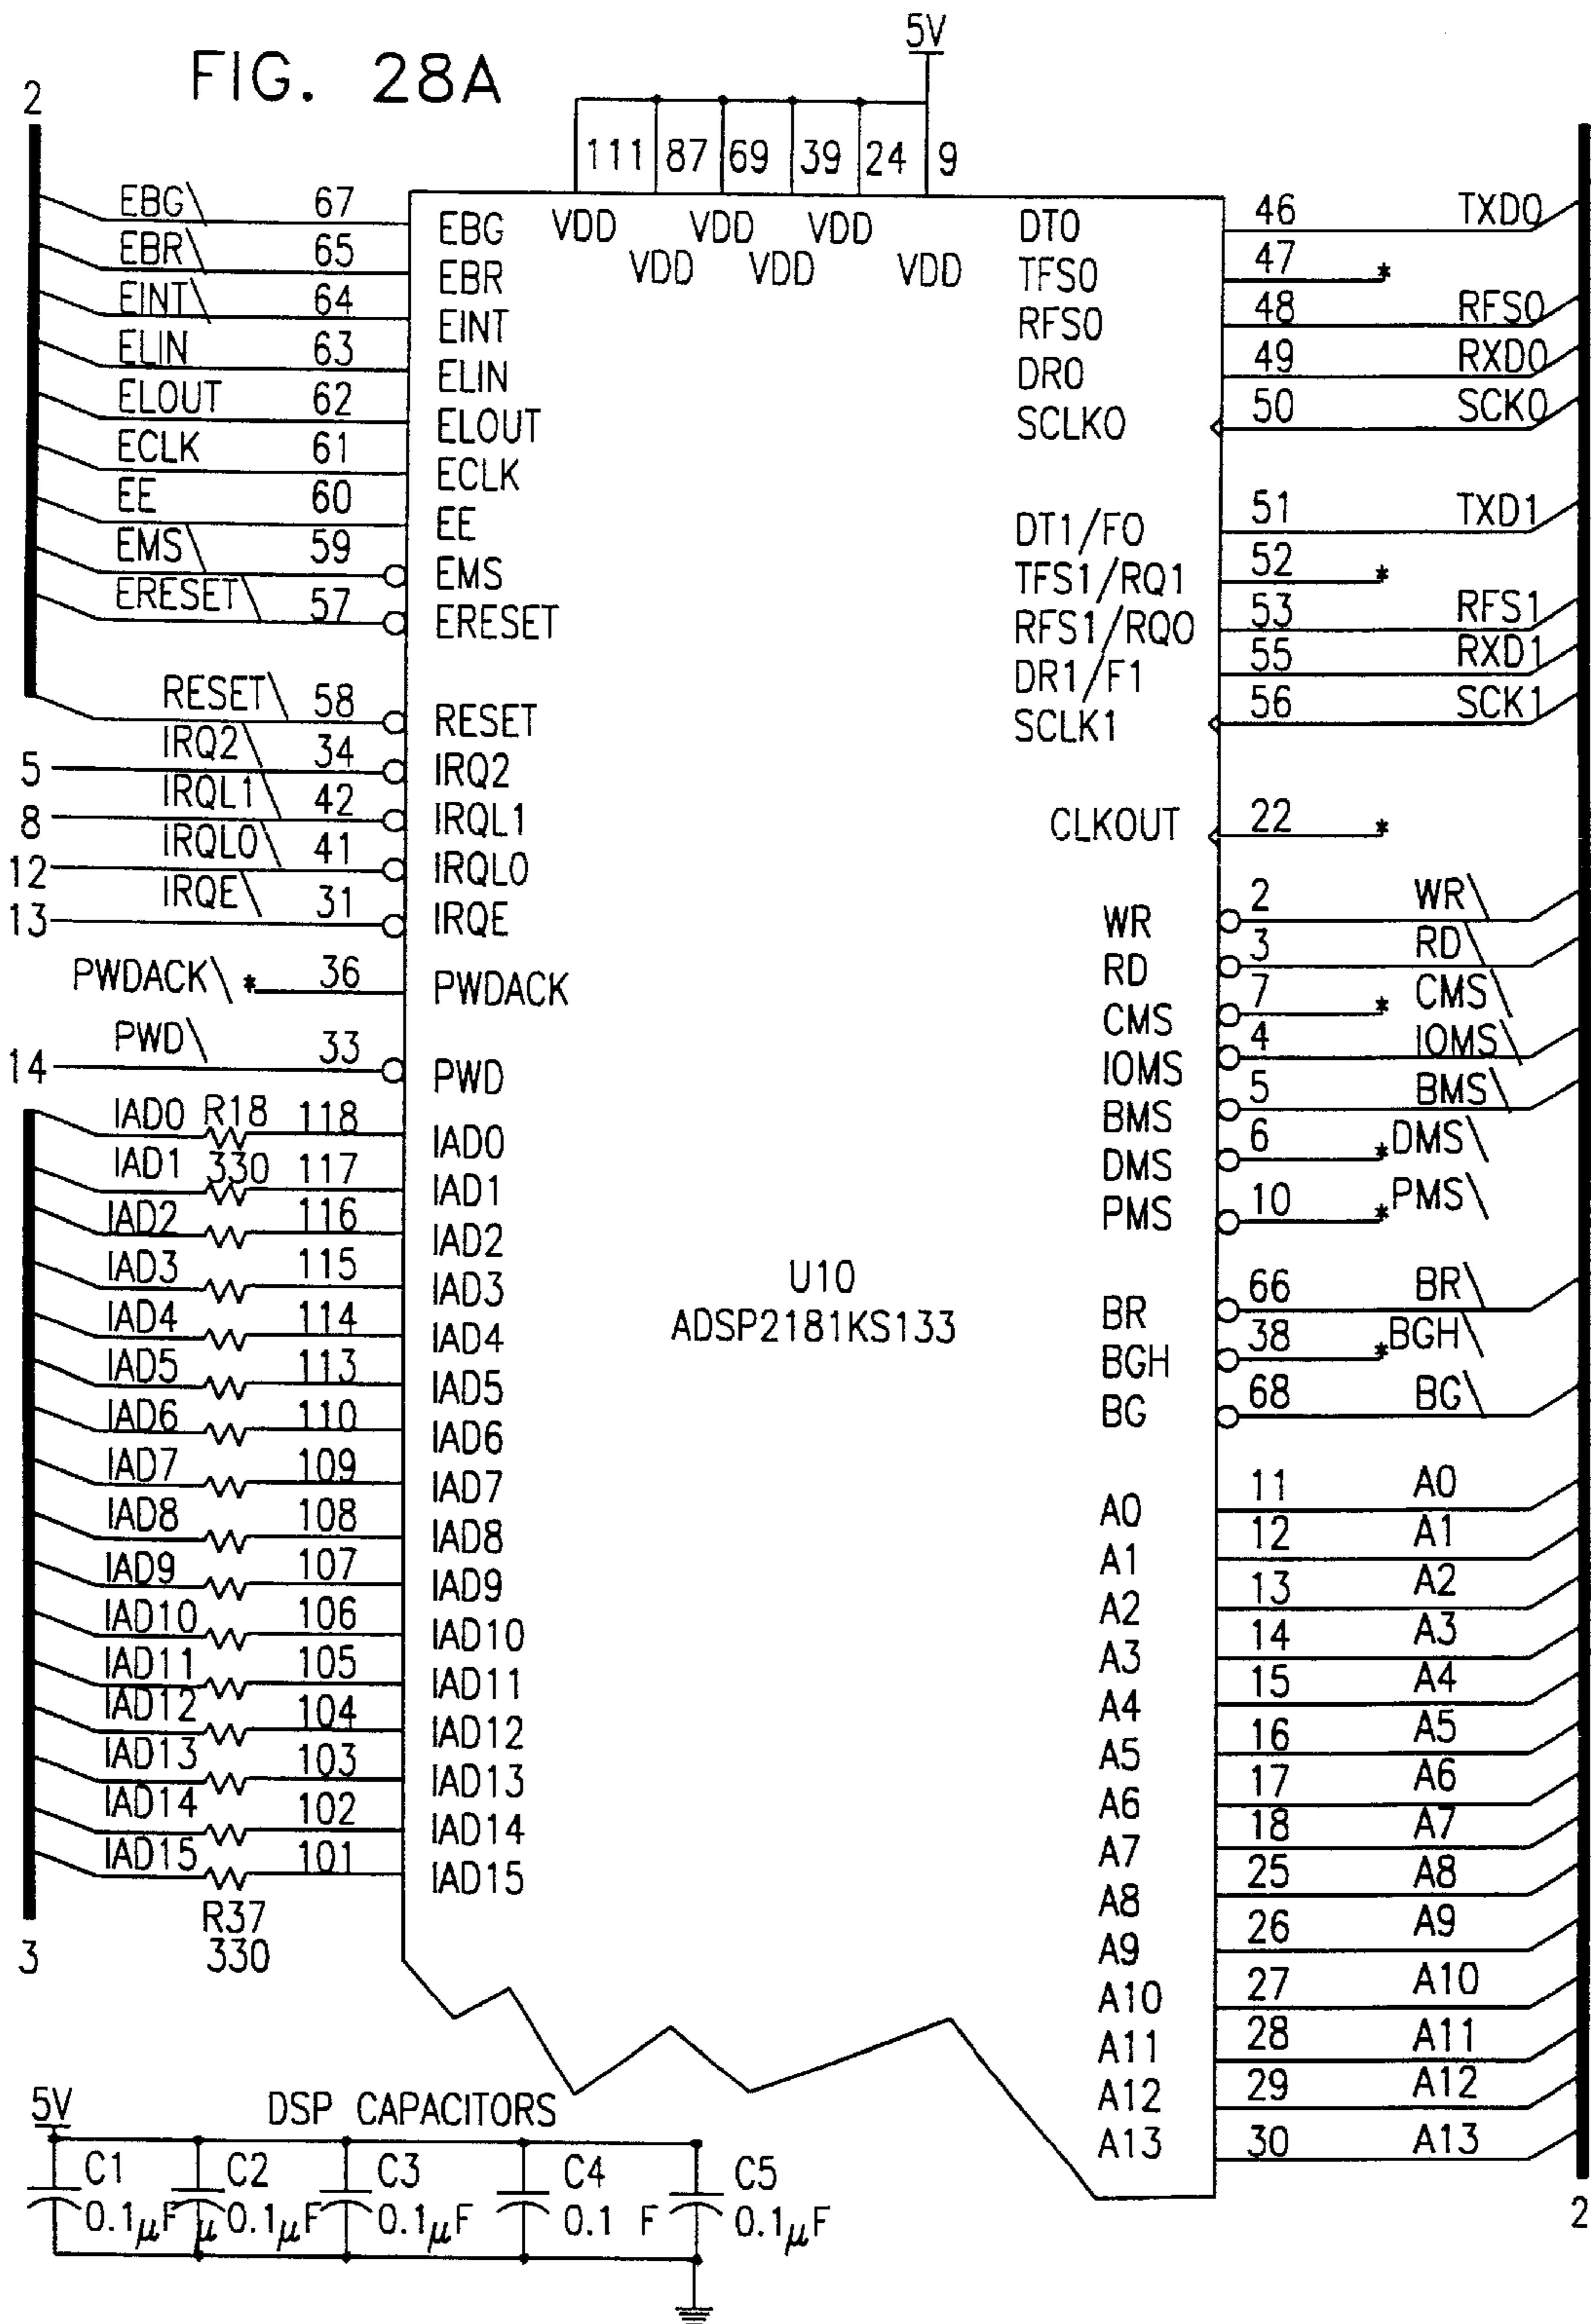 FIG. 28A
5V
2
111 87 69 39 24 9
VDD VDD VDD
VDD VDD VDD
EBG\ 67 EBG
EBR\ 65 EBR
EINT\ 64 EINT
ELIN 63 ELIN
ELOUT 62 ELOUT
ECLK 61 ECLK
EE 60 EE
EMS\ 59 EMS
ERESET\ 57 ERESET
RESET\ 58 RESET
5 IRQ2\ 34 IRQ2
8 IRQL1\ 42 IRQL1
12 IRQL0\ 41 IRQL0
13 IRQE\ 31 IRQE
PWDACK\ * 36 PWDACK
14 PWD\ 33 PWD
IAD0 R18 118 IAD0
IAD1 330 117 IAD1
IAD2 116 IAD2
IAD3 115 IAD3
IAD4 114 IAD4
IAD5 113 IAD5
IAD6 110 IAD6
IAD7 109 IAD7
IAD8 108 IAD8
IAD9 107 IAD9
IAD10 106 IAD10
IAD11 105 IAD11
IAD12 104 IAD12
IAD13 103 IAD13
IAD14 102 IAD14
IAD15 101 IAD15
R37
330
3
U10
ADSP2181KS133
DT0 46 TXD0
TFS0 47 *
RFS0 48 RFS0
DR0 49 RXD0
SCLK0 50 SCK0
DT1/F0 51 TXD1
TFS1/RQ1 52 *
RFS1/RQ0 53 RFS1
DR1/F1 55 RXD1
SCLK1 56 SCK1
CLKOUT 22 *
WR 2 WR\
RD 3 RD\
CMS 7 * CMS\
IOMS 4 IOMS\
BMS 5 BMS\
DMS 6 * DMS\
PMS 10 * PMS\
BR 66 BR\
BGH 38 * BGH\
BG 68 BG\
A0 11 A0
A1 12 A1
A2 13 A2
A3 14 A3
A4 15 A4
A5 16 A5
A6 17 A6
A7 18 A7
A8 25 A8
A9 26 A9
A10 27 A10
A11 28 A11
A12 29 A12
A13 30 A13
2
5V DSP CAPACITORS
C1 C2 C3 C4 C5
0.1μF μ 0.1μF 0.1μF 0.1 F 0.1μF